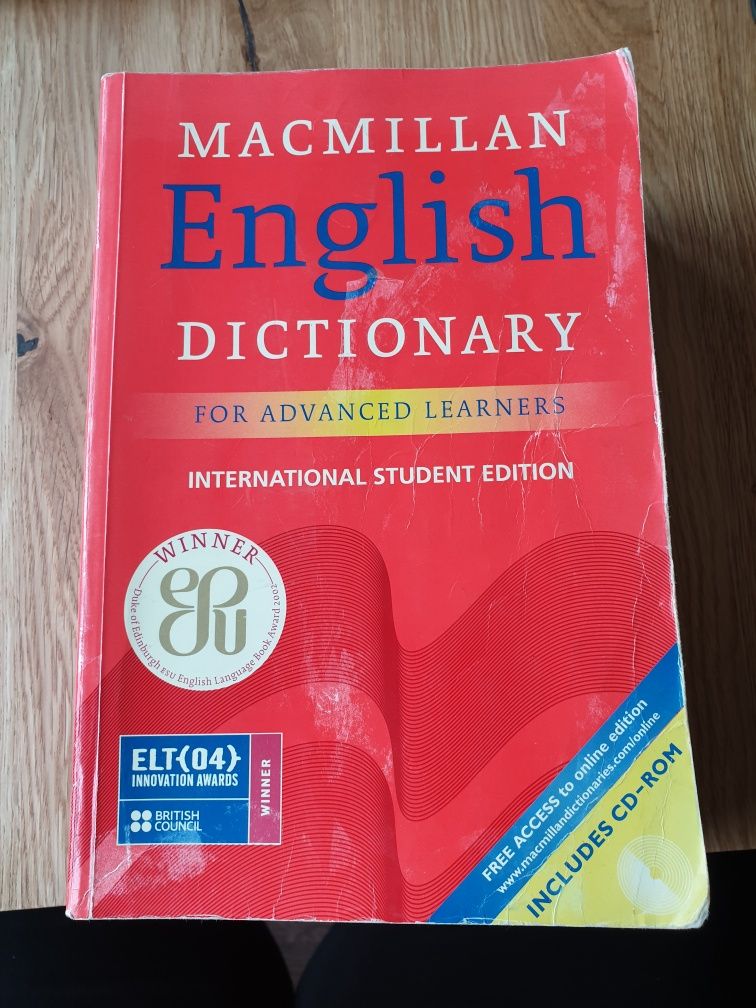 MACMILLAN
English
DICTIONARY
FOR ADVANCED LEARNERS
INTERNATIONAL STUDENT EDITION
WINNER
esu
Duke of Edinburgh ESU English Language Book Award 2002
ELT{04}
INNOVATION AWARDS
BRITISH
COUNCIL
WINNER
FREE ACCESS to online edition
www.macmillandictionaries.com/online
INCLUDES CD-ROM